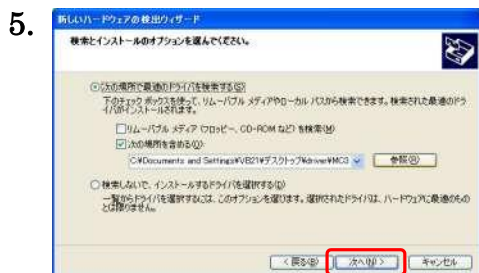 5.
新しいハードウェアの検出ウィザード
検索とインストールのオプションを選んでください。
次の場所で最適のドライバを検索する(S)
下のチェック ボックスを使って、リムーバブル メディアやローカル パスから検索できます。検索された最適のドラ
イバがインストールされます。
リムーバブル メディア (フロッピー、CD-ROM など) を検索(M)
次の場所を含める(O):
C:¥Documents and Settings¥VB21¥デスクトップ¥driver¥MCS
参照(R)
検索しないで、インストールするドライバを選択する(D)
一覧からドライバを選択するには、このオプションを選びます。選択されたドライバは、ハードウェアに最適のもの
とは限りません。
< 戻る(B)
次へ(N) >
キャンセル